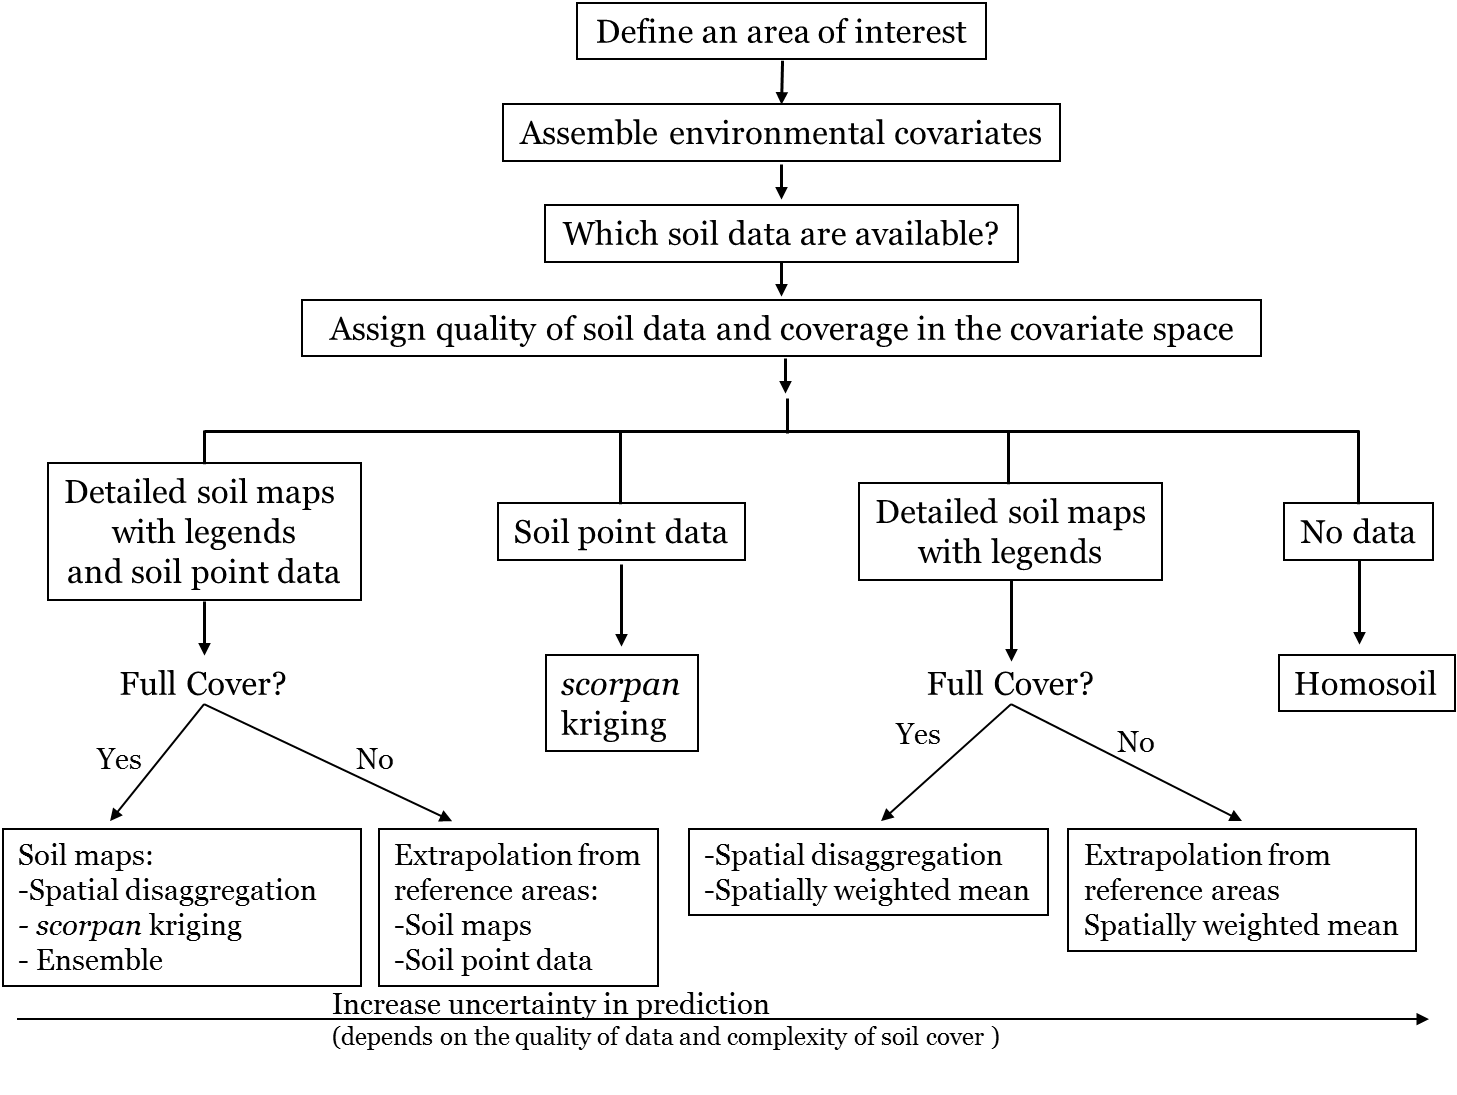 Define an area of interest
Assemble environmental covariates
Which soil data are available?
Assign quality of soil data and coverage in the covariate space
Detailed soil maps
with legends
and soil point data
Soil point data
Detailed soil maps
with legends
No data
Full Cover?
scorpan
kriging
Full Cover?
Homosoil
Yes
No
Yes
No
Soil maps:
-Spatial disaggregation
- scorpan kriging
- Ensemble
Extrapolation from
reference areas:
-Soil maps
-Soil point data
-Spatial disaggregation
-Spatially weighted mean
Extrapolation from
reference areas
Spatially weighted mean
Increase uncertainty in prediction
(depends on the quality of data and complexity of soil cover )